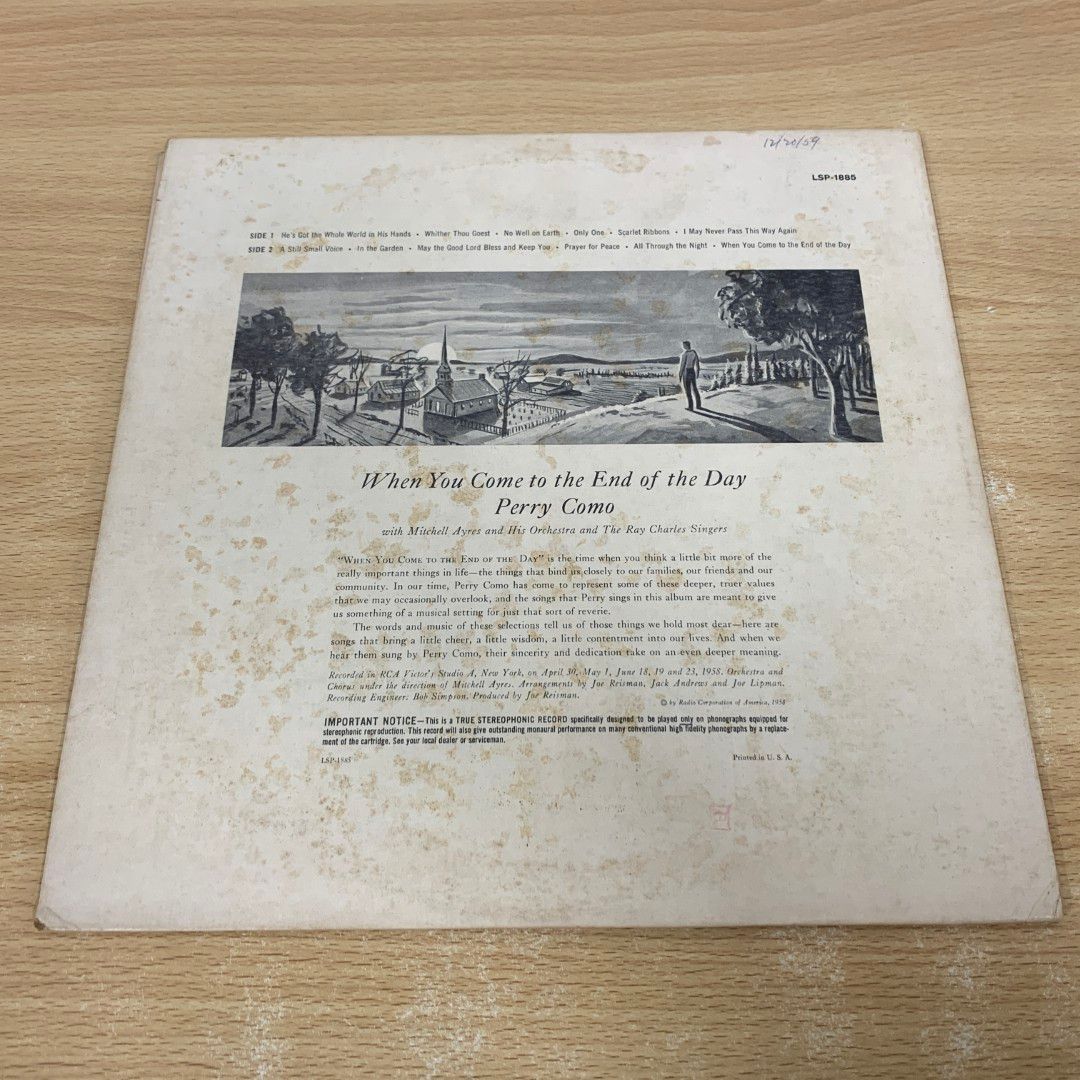 12/20/59
LSP-1885
SIDE 1 He's Got the Whole World in His Hands • Whither Thou Goest • No Well on Earth • Only One • Scarlet Ribbons • I May Never Pass This Way Again
SIDE 2 A Still Small Voice • In the Garden • May the Good Lord Bless and Keep You • Prayer for Peace • All Through the Night • When You Come to the End of the Day
When You Come to the End of the Day
Perry Como
with Mitchell Ayres and His Orchestra and The Ray Charles Singers
"WHEN YOU COME TO THE END OF THE DAY" is the time when you think a little bit more of the
really important things in life—the things that bind us closely to our families, our friends and our
community. In our time, Perry Como has come to represent some of these deeper, truer values
that we may occasionally overlook, and the songs that Perry sings in this album are meant to give
us something of a musical setting for just that sort of reverie.
The words and music of these selections tell us of those things we hold most dear—here are
songs that bring a little cheer, a little wisdom, a little contentment into our lives. And when we
hear them sung by Perry Como, their sincerity and dedication take on an even deeper meaning.
Recorded in RCA Victor's Studio A, New York, on April 30, May 1, June 18, 19 and 23, 1958. Orchestra and
Chorus under the direction of Mitchell Ayres. Arrangements by Joe Reisman, Jack Andrews and Joe Lipman.
Recording Engineer: Bob Simpson. Produced by Joe Reisman.
© by Radio Corporation of America, 1958
IMPORTANT NOTICE—This is a TRUE STEREOPHONIC RECORD specifically designed to be played only on phonographs equipped for
stereophonic reproduction. This record will also give outstanding monaural performance on many conventional high fidelity phonographs by a replace-
ment of the cartridge. See your local dealer or serviceman.
LSP-1885
Printed in U. S. A.